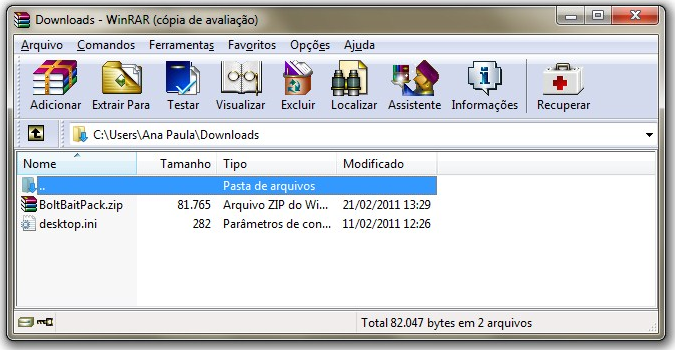 Downloads - WinRAR (cópia de avaliação)
Arquivo Comandos Ferramentas Favoritos Opções Ajuda
Adicionar Extrair Para Testar Visualizar Excluir Localizar Assistente Informações Recuperar
C:\Users\Ana Paula\Downloads
Nome Tamanho Tipo Modificado
.. Pasta de arquivos
BoltBaitPack.zip 81.765 Arquivo ZIP do Wi... 21/02/2011 13:29
desktop.ini 282 Parâmetros de con... 11/02/2011 12:26
Total 82.047 bytes em 2 arquivos